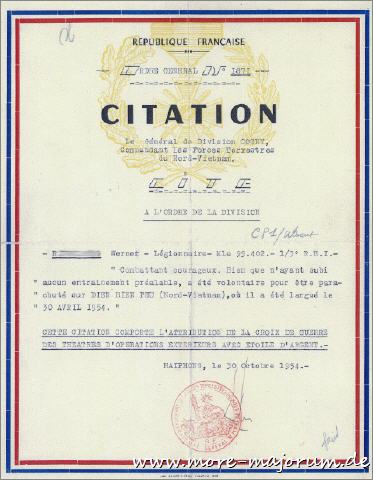 RÉPUBLIQUE FRANÇAISE
ORDRE GENERAL N° 1671
CITATION
Le Général de Division COGNY,
Commandant les Forces Terrestres
du Nord-Vietnam,
C I T E
A L'ORDRE DE LA DIVISION
- R Werner - Légionnaire- Mle 95.402. - 1/3° R.E.I.-
" Combattant courageux. Bien que n'ayant subi
" aucun entrainement préalable, a été volontaire pour être para-
" chuté sur DIEN BIEN PHU (Nord-Vietnam), où il a été largué le
" 30 AVRIL 1954."
CETTE CITATION COMPORTE L'ATTRIBUTION DE LA CROIX DE GUERRE
DES THEATRES D'OPERATIONS EXTERIEURS AVEC ETOILE D'ARGENT.-
HAIPHONG, le 30 Octobre 1954.-
www.more-majorum.de